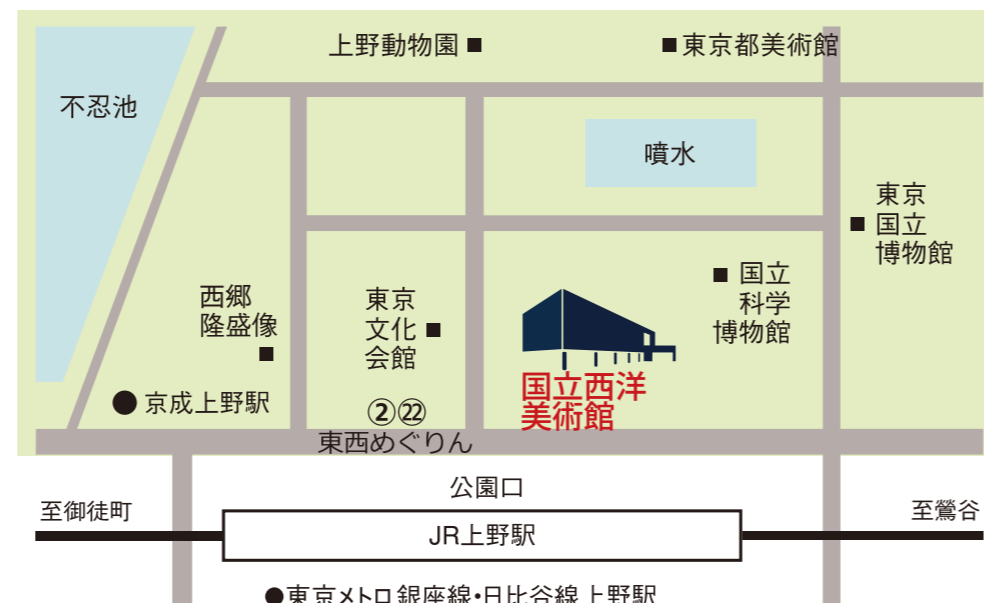 上野動物園
東京都美術館
不忍池
噴水
東京
国立
博物館
国立
科学
博物館
西郷
隆盛像
東京
文化
会館
国立西洋
美術館
京成上野駅
②㉒
東西めぐりん
公園口
至御徒町
至鶯谷
JR上野駅
●東京メトロ銀座線・日比谷線 上野駅